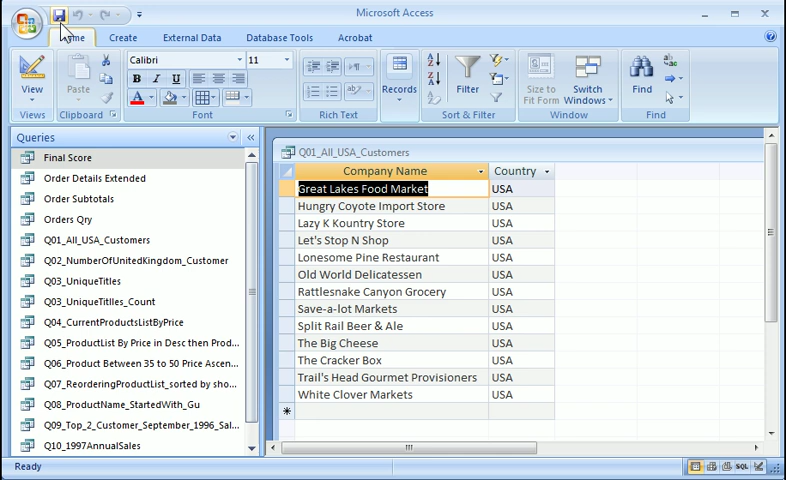 Microsoft Access
Home Create External Data Database Tools Acrobat
View
Views
Paste
Clipboard
Calibri 11
B I U
A
Font
Rich Text
Records
Filter
Sort & Filter
Size to
Fit Form
Switch
Windows
Window
Find
Find
Queries
Final Score
Order Details Extended
Order Subtotals
Orders Qry
Q01_All_USA_Customers
Q02_NumberOfUnitedKingdom_Customer
Q03_UniqueTitles
Q03_UniqueTitlles_Count
Q04_CurrentProductsListByPrice
Q05_ProductList By Price in Desc then Produ...
Q06_Product Between 35 to 50 Price Ascen...
Q07_ReorderingProductList_sorted by sho...
Q08_ProductName_StartedWith_Gu
Q09_Top_2_Customer_September_1996_Sal...
Q10_1997AnnualSales
Q01_All_USA_Customers
Company Name Country
Great Lakes Food Market USA
Hungry Coyote Import Store USA
Lazy K Kountry Store USA
Let's Stop N Shop USA
Lonesome Pine Restaurant USA
Old World Delicatessen USA
Rattlesnake Canyon Grocery USA
Save-a-lot Markets USA
Split Rail Beer & Ale USA
The Big Cheese USA
The Cracker Box USA
Trail's Head Gourmet Provisioners USA
White Clover Markets USA
Ready
SQL